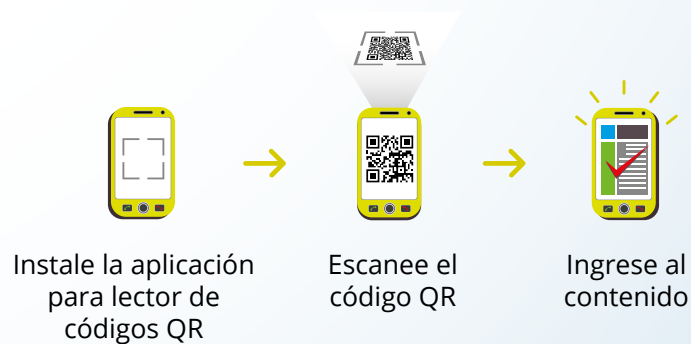 Instale la aplicación
para lector de
códigos QR
Escanee el
código QR
Ingrese al
contenido